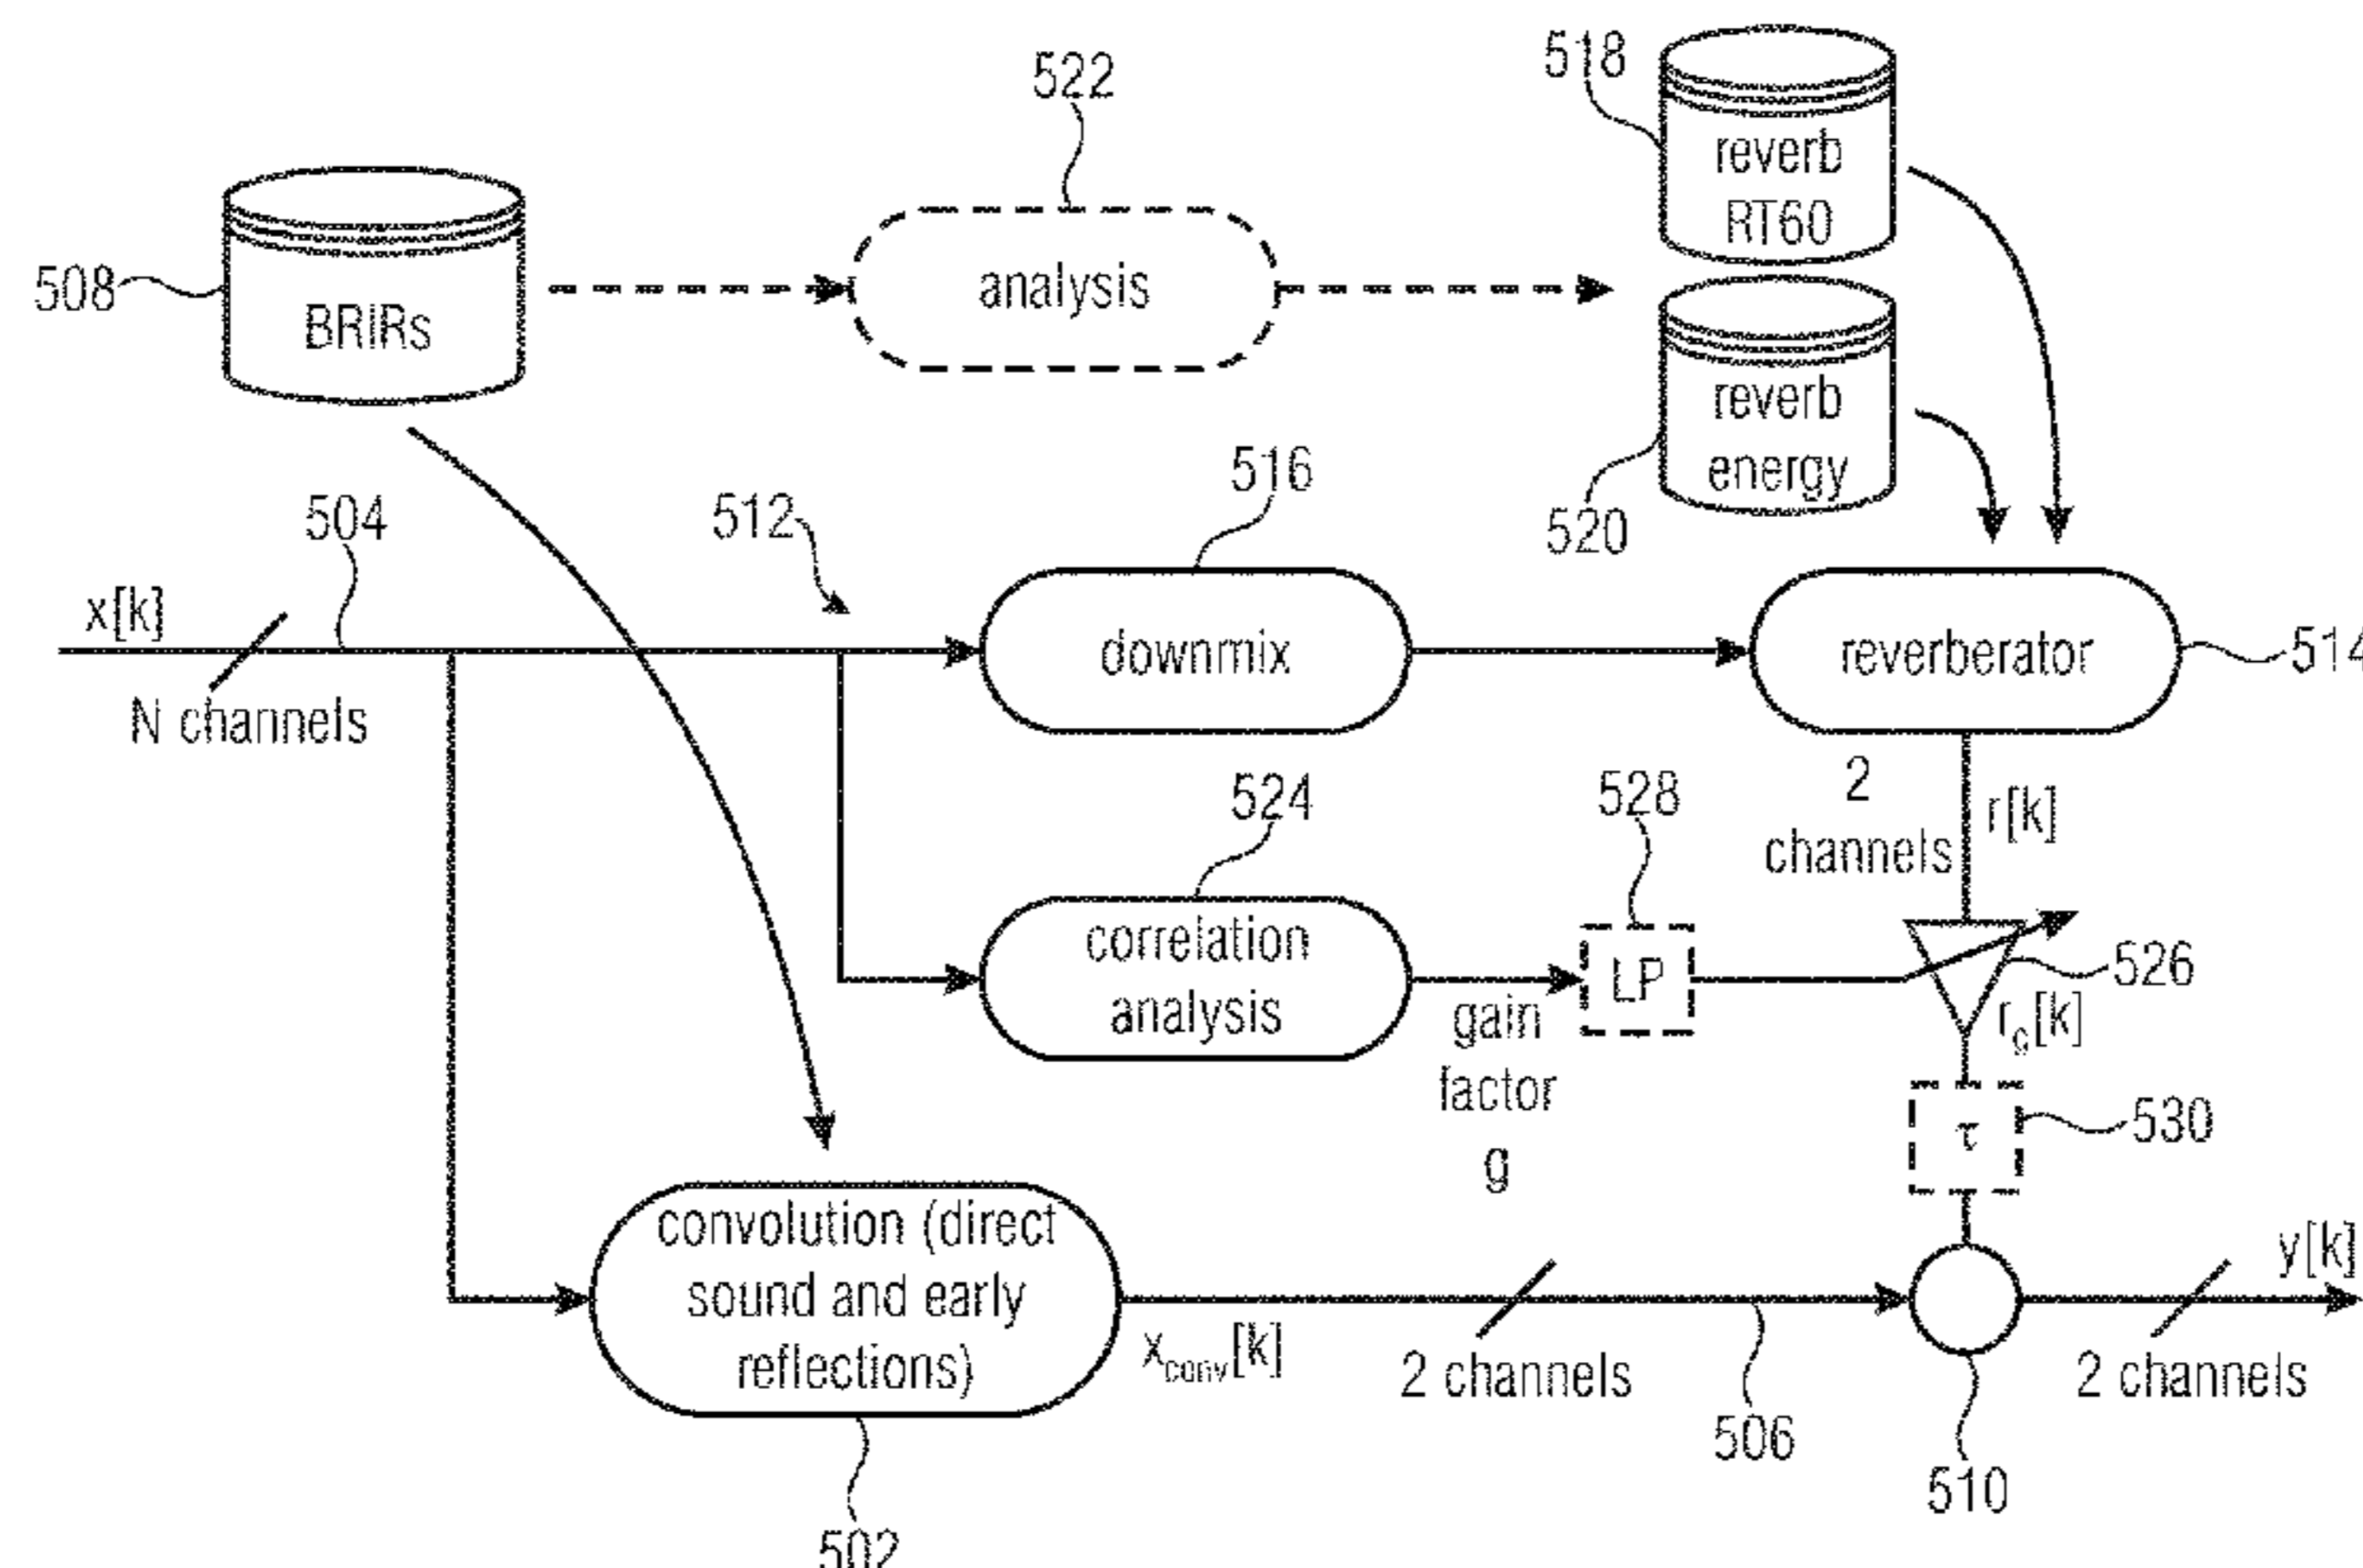 522
518
reverb
RT60
508
BRIRs
analysis
reverb
energy
520
504
512
516
x[k]
N channels
downmix
reverberator
514
524
528
2
channels
r[k]
correlation
analysis
LP
gain
factor
g
526
r_g[k]
τ
530
convolution (direct
sound and early
reflections)
x_conv[k]
2 channels
506
y[k]
2 channels
510
502